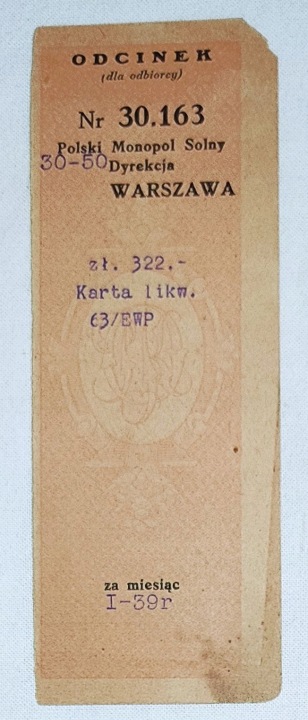 ODCINEK
(dla odbiorcy)
Nr 30.163
Polski Monopol Solny
30-50 Dyrekcja
WARSZAWA
zł. 322.-
Karta likw.
63/EWP
za miesiąc
I-39r